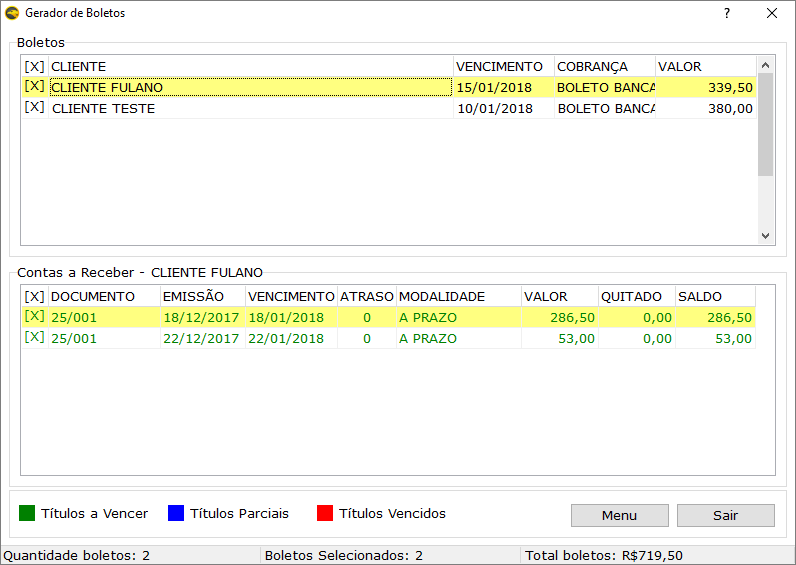 Gerador de Boletos ?
Boletos
[X] CLIENTE VENCIMENTO COBRANÇA VALOR
[X] CLIENTE FULANO 15/01/2018 BOLETO BANCA 339,50
[X] CLIENTE TESTE 10/01/2018 BOLETO BANCA 380,00
Contas a Receber - CLIENTE FULANO
[X] DOCUMENTO EMISSÃO VENCIMENTO ATRASO MODALIDADE VALOR QUITADO SALDO
[X] 25/001 18/12/2017 18/01/2018 0 A PRAZO 286,50 0,00 286,50
[X] 25/001 22/12/2017 22/01/2018 0 A PRAZO 53,00 0,00 53,00
Títulos a Vencer Títulos Parciais Títulos Vencidos Menu Sair
Quantidade boletos: 2 Boletos Selecionados: 2 Total boletos: R$719,50